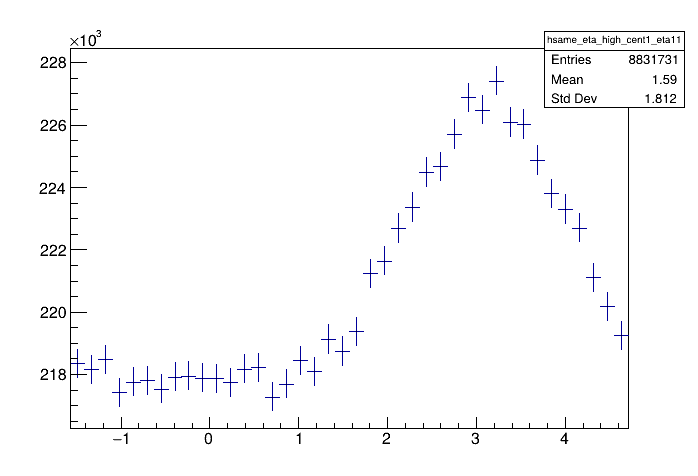 ×10³
hsame_eta_high_cent1_eta11
Entries 8831731
Mean 1.59
Std Dev 1.812
228
226
224
222
220
218
−1 0 1 2 3 4